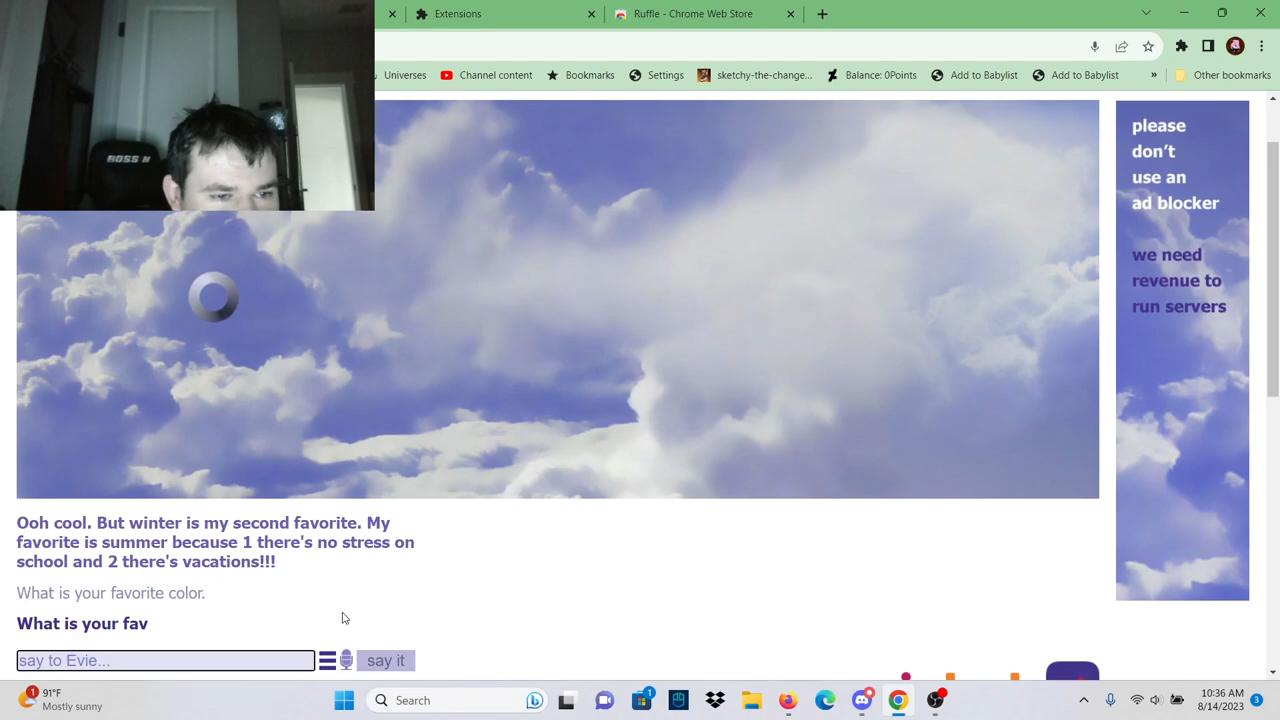 Extensions
Ruffle - Chrome Web Store
Universes
Channel content
Bookmarks
Settings
sketchy-the-change...
Balance: 0Points
Add to Babylist
Add to Babylist
»
Other bookmarks
BOSS
please
don't
use an
ad blocker
we need
revenue to
run servers
Ooh cool. But winter is my second favorite. My
favorite is summer because 1 there's no stress on
school and 2 there's vacations!!!
What is your favorite color.
What is your fav
say to Evie...
say it
1
91°F
Mostly sunny
Search
1
10:36 AM
8/14/2023
3